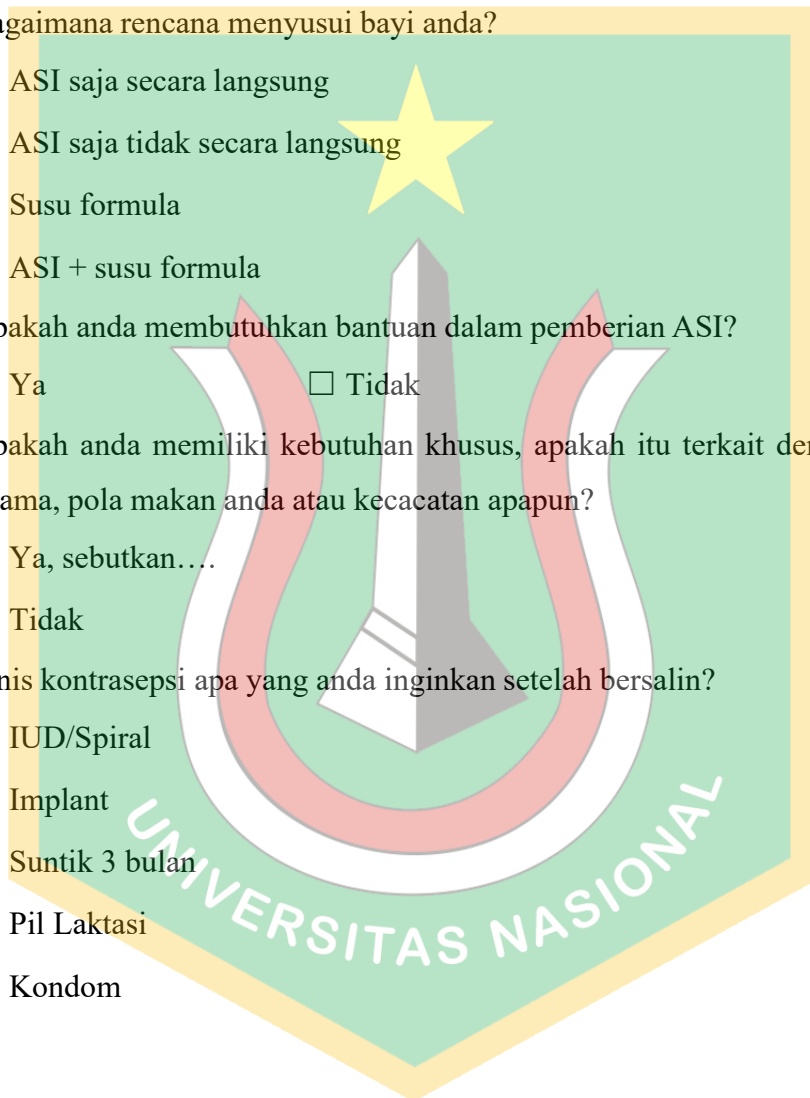 agaimana rencana menyusui bayi anda?
ASI saja secara langsung
ASI saja tidak secara langsung
Susu formula
ASI + susu formula
pakah anda membutuhkan bantuan dalam pemberian ASI?
Ya ☐ Tidak
pakah anda memiliki kebutuhan khusus, apakah itu terkait de
ama, pola makan anda atau kecacatan apapun?
Ya, sebutkan….
Tidak
nis kontrasepsi apa yang anda inginkan setelah bersalin?
IUD/Spiral
Implant
Suntik 3 bulan
Pil Laktasi
Kondom
UNIVERSITAS NASIONAL